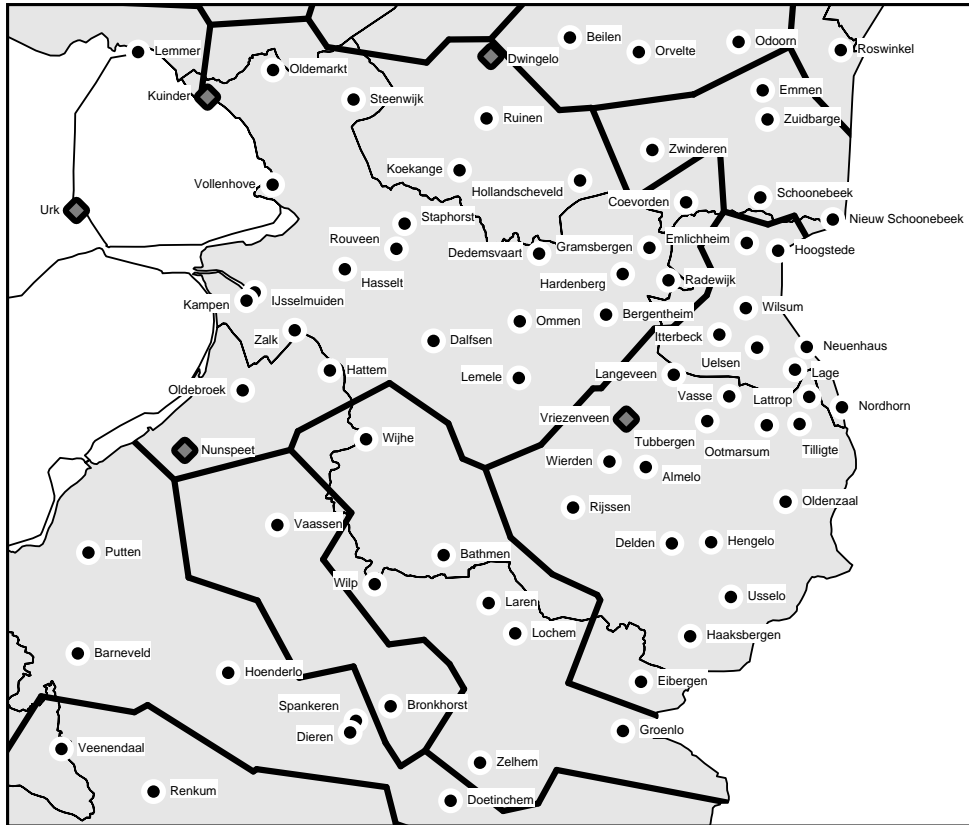 Lemmer
Beilen
Orvelte
Odoorn
Roswinkel
Dwingelo
Oldemarkt
Kuinder
Steenwijk
Emmen
Ruinen
Zuidbarge
Zwinderen
Koekange
Vollenhove
Hollandscheveld
Schoonebeek
Coevorden
Urk
Staphorst
Nieuw Schoonebeek
Rouveen
Dedemsvaart
Gramsbergen
Emlichheim
Hoogstede
Hasselt
Hardenberg
Radewijk
Kampen
IJsselmuiden
Wilsum
Ommen
Bergentheim
Zalk
Dalfsen
Itterbeck
Uelsen
Neuenhaus
Hattem
Lemele
Langeveen
Lage
Oldebroek
Vasse
Lattrop
Nordhorn
Vriezenveen
Wijhe
Tubbergen
Ootmarsum
Tilligte
Nunspeet
Wierden
Almelo
Rijssen
Oldenzaal
Vaassen
Delden
Hengelo
Putten
Bathmen
Wilp
Laren
Usselo
Lochem
Haaksbergen
Barneveld
Hoenderlo
Eibergen
Spankeren
Bronkhorst
Dieren
Groenlo
Veenendaal
Zelhem
Renkum
Doetinchem